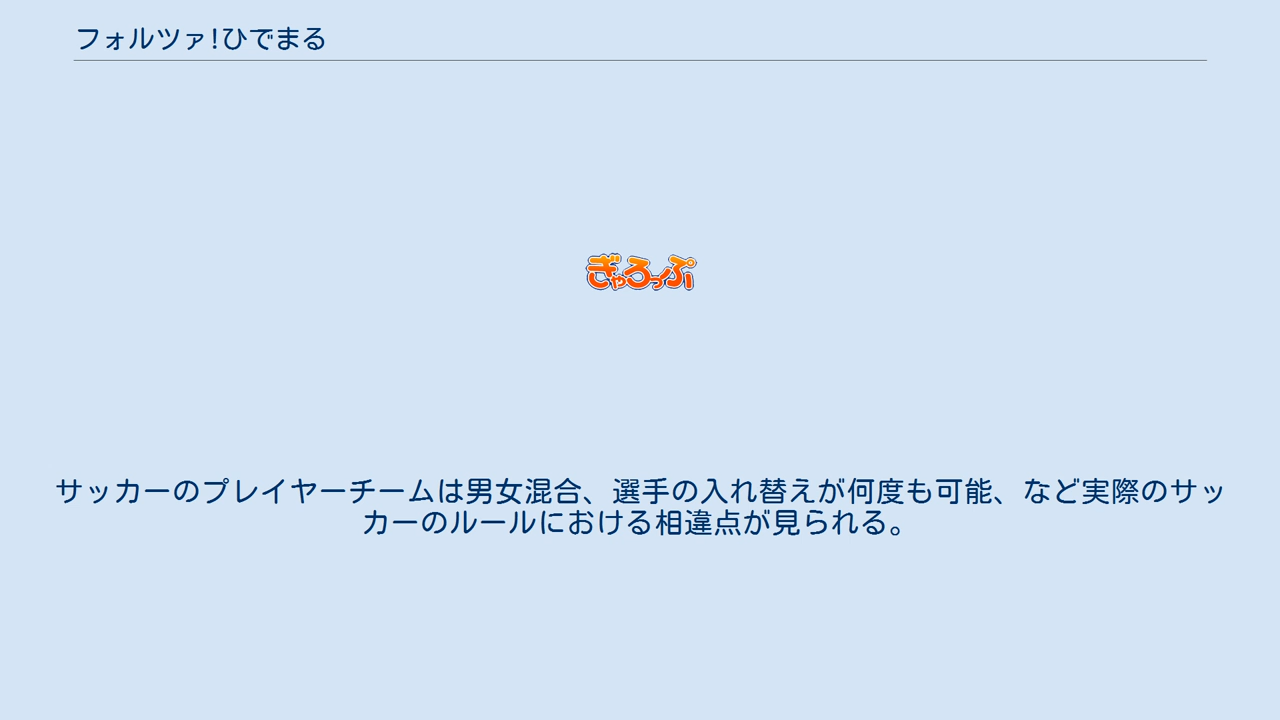 フォルツァ!ひでまる
ぎゃろっぷ
サッカーのプレイヤーチームは男女混合、選手の入れ替えが何度も可能、など実際のサッ
カーのルールにおける相違点が見られる。